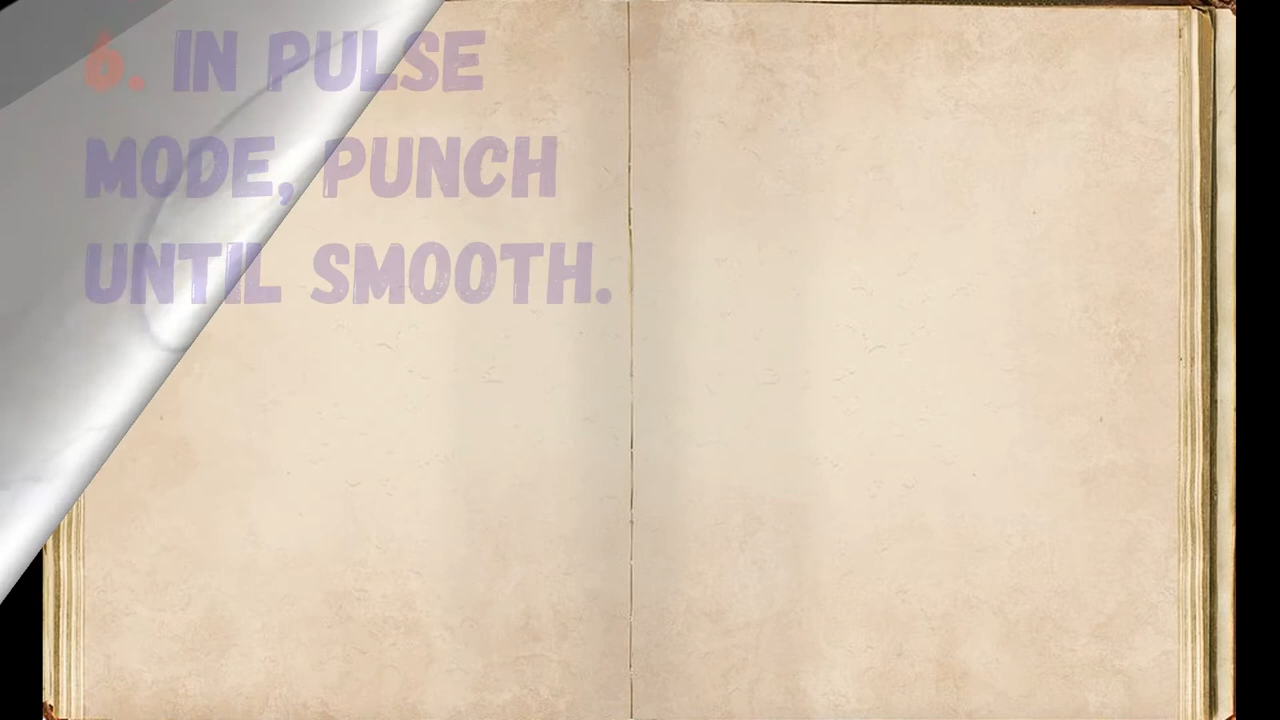 6. IN PULSE
MODE, PUNCH
UNTIL SMOOTH.